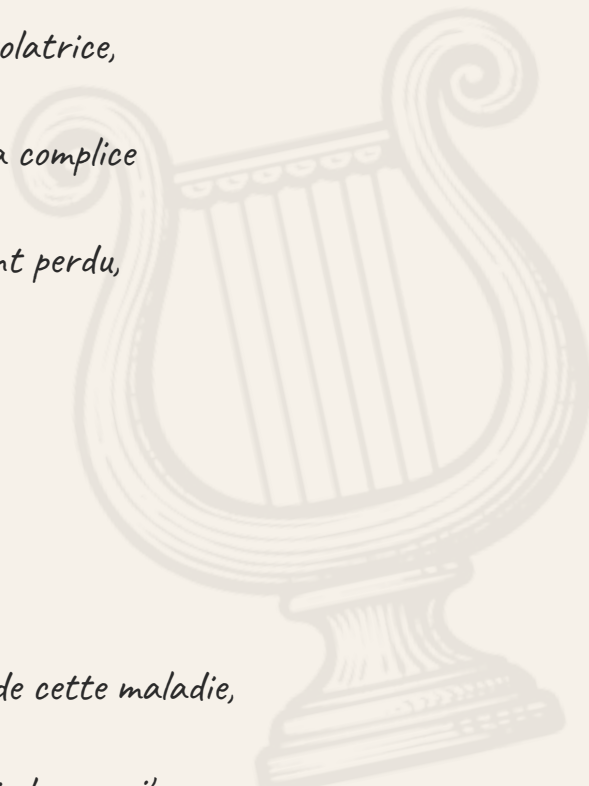 olatrice,
a complice
nt perdu,
de cette maladie,